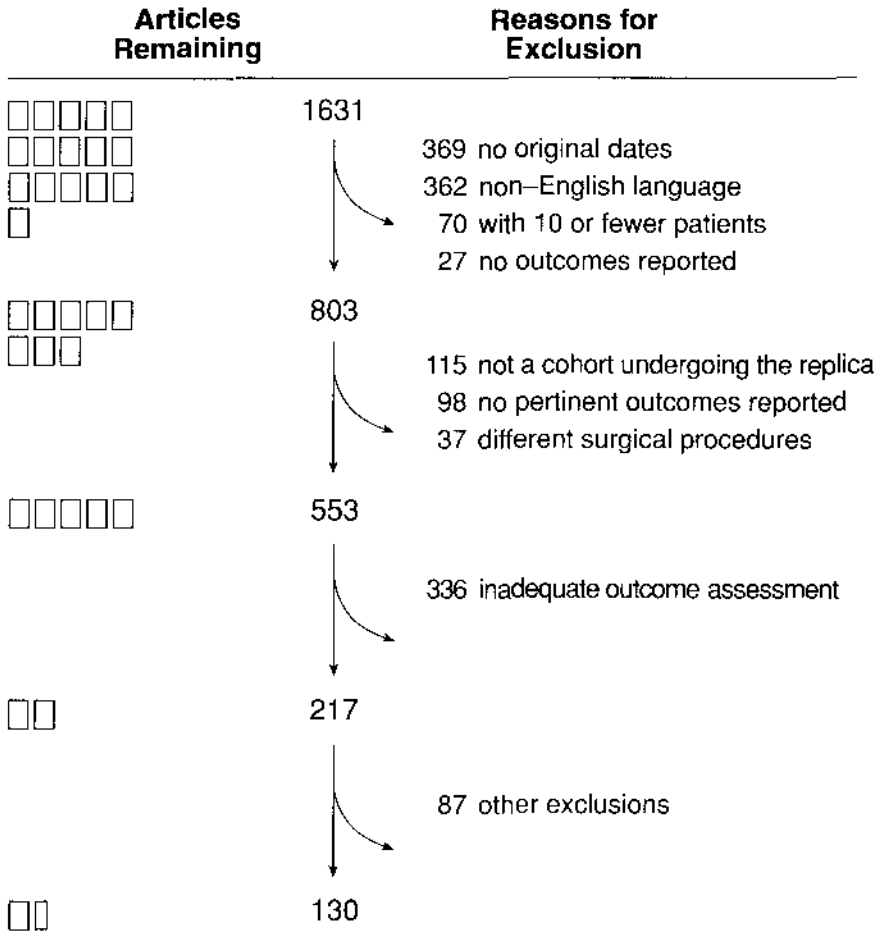 Articles Remaining
Reasons for Exclusion
1631
369 no original dates
362 non–English language
70 with 10 or fewer patients
27 no outcomes reported
803
115 not a cohort undergoing the replica
98 no pertinent outcomes reported
37 different surgical procedures
553
336 inadequate outcome assessment
217
87 other exclusions
130